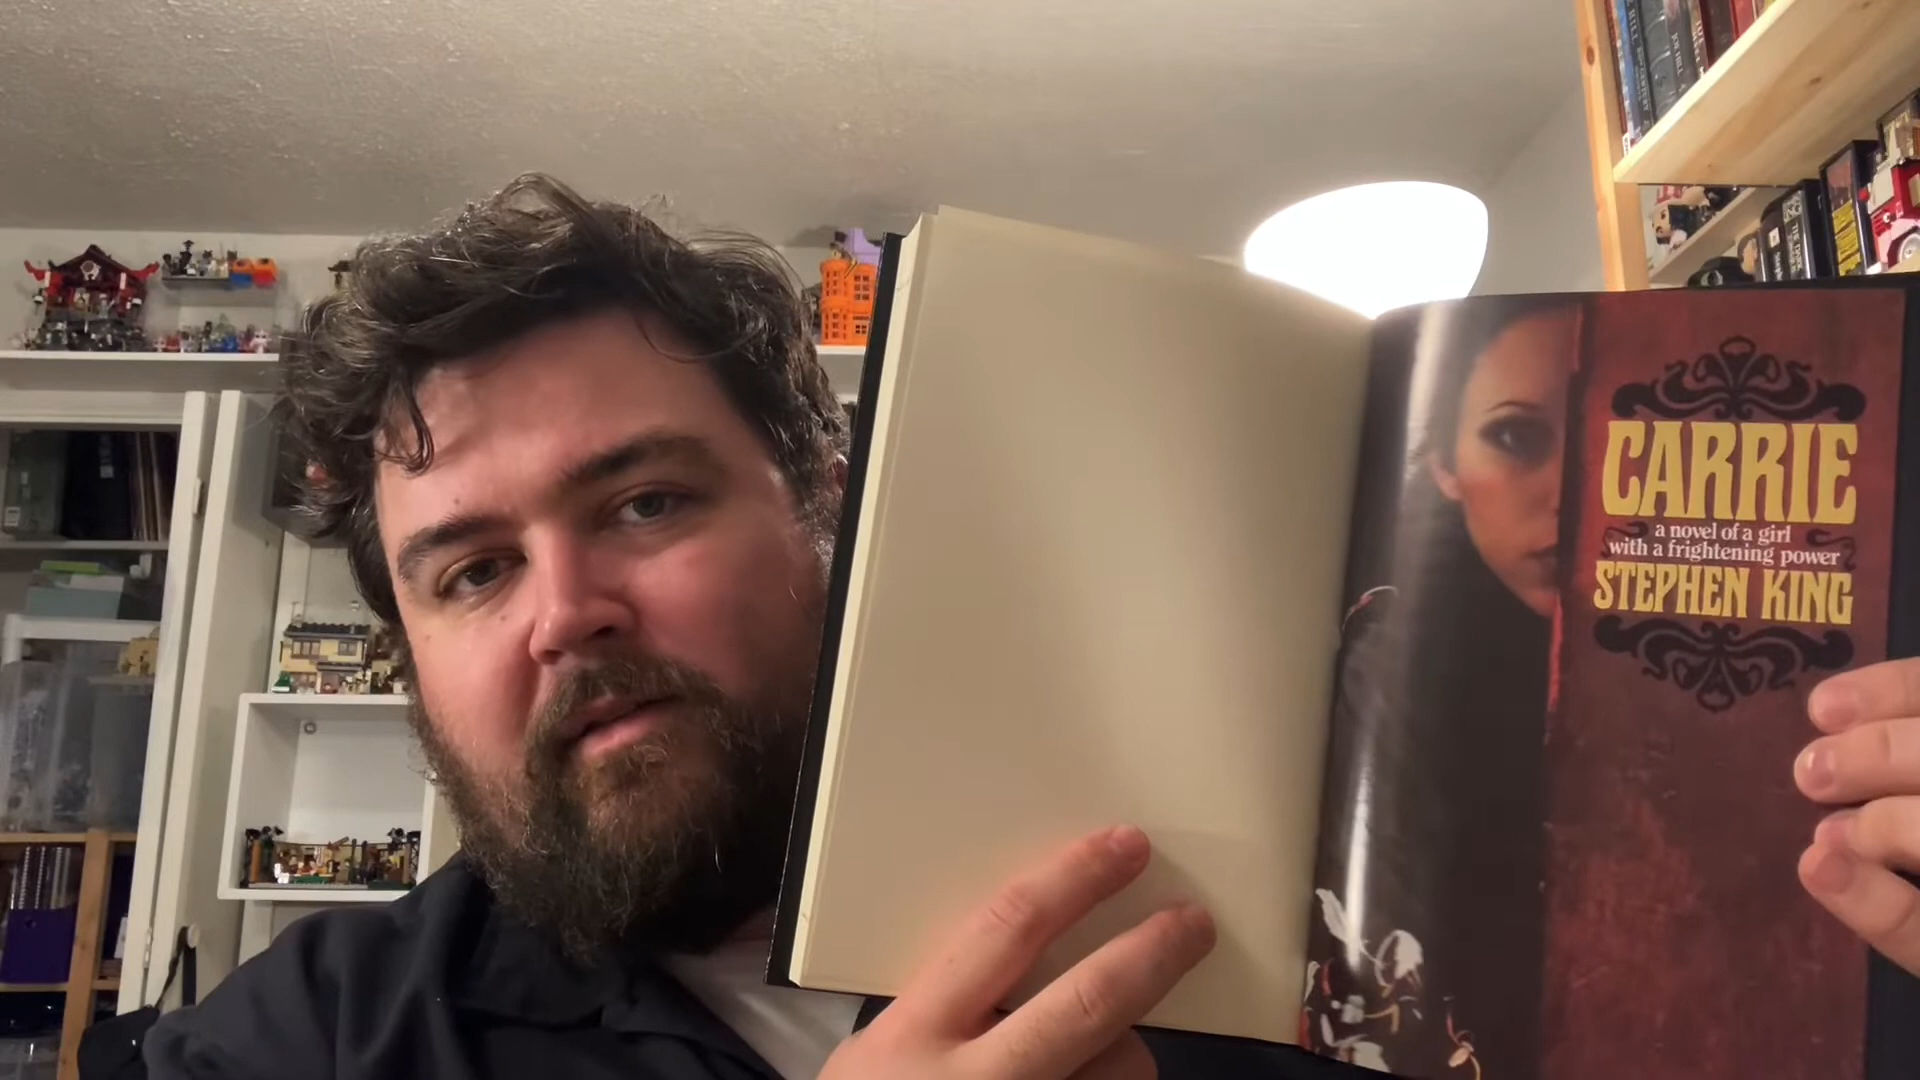 CARRIE
a novel of a girl
with a frightening power
STEPHEN KING